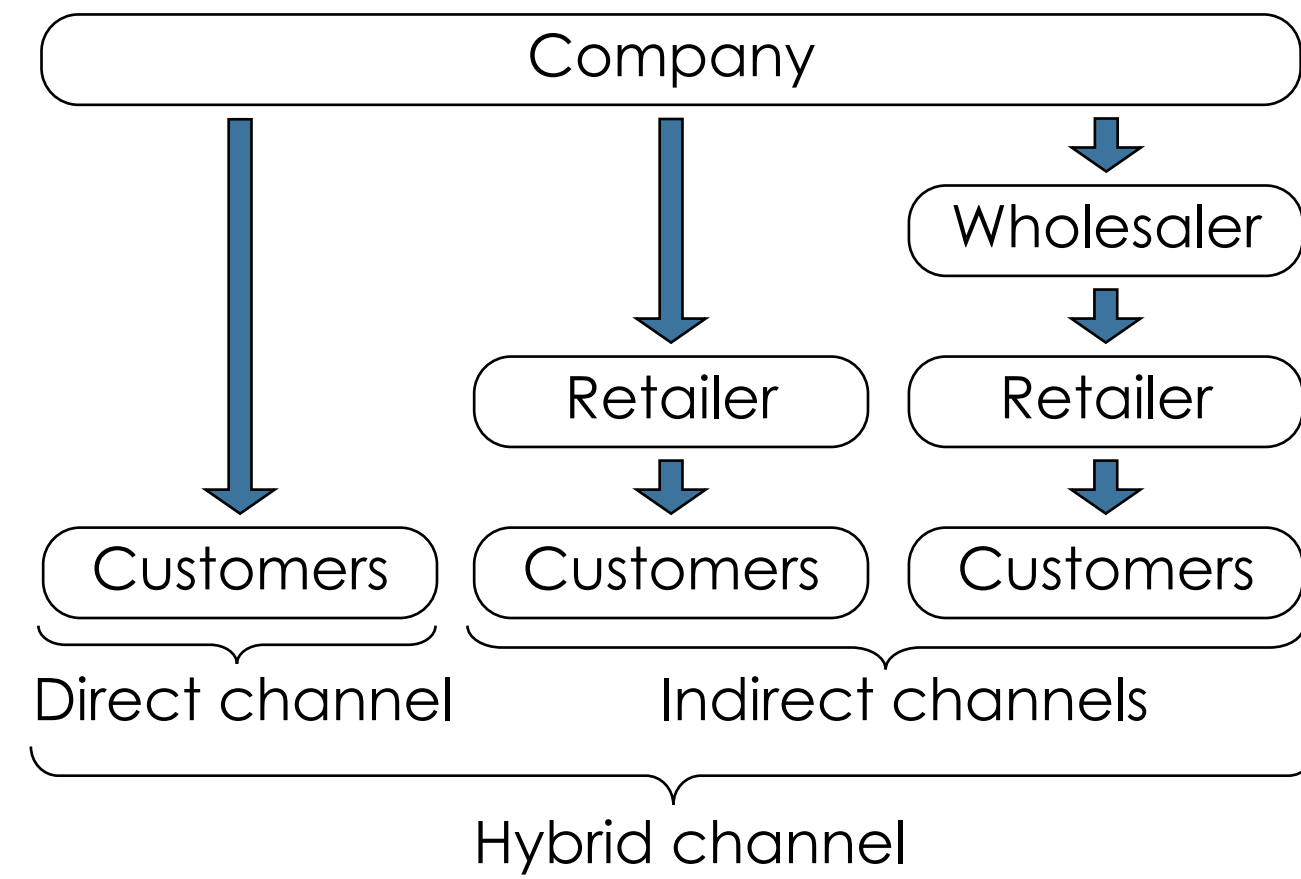 Company
Wholesaler
Retailer
Retailer
Customers
Customers
Customers
Direct channel
Indirect channels
Hybrid channel